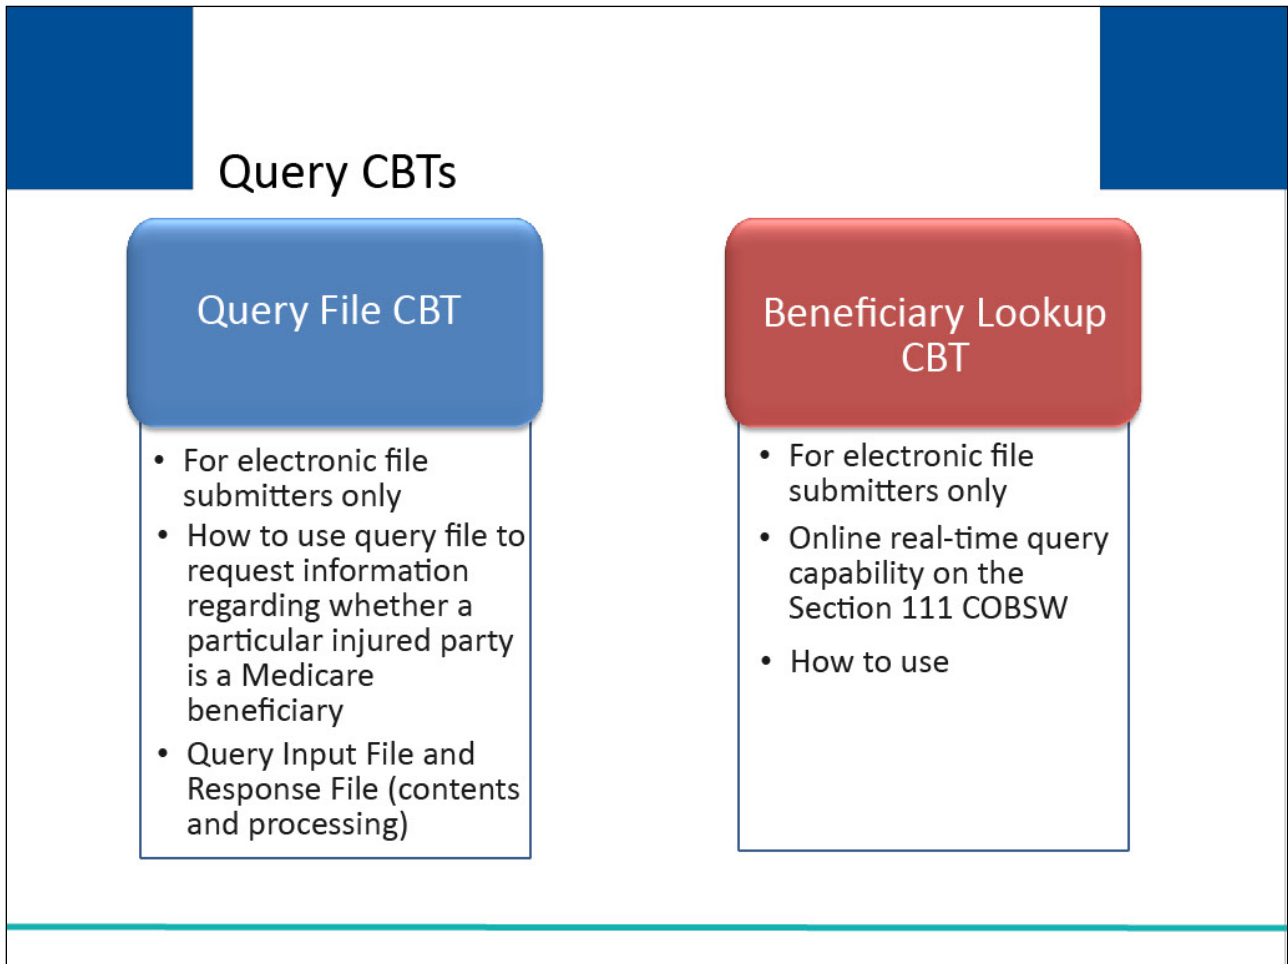 Query CBTs
Query File CBT
• For electronic file
submitters only
• How to use query file to
request information
regarding whether a
particular injured party
is a Medicare
beneficiary
• Query Input File and
Response File (contents
and processing)
Beneficiary Lookup
CBT
• For electronic file
submitters only
• Online real-time query
capability on the
Section 111 COBSW
• How to use